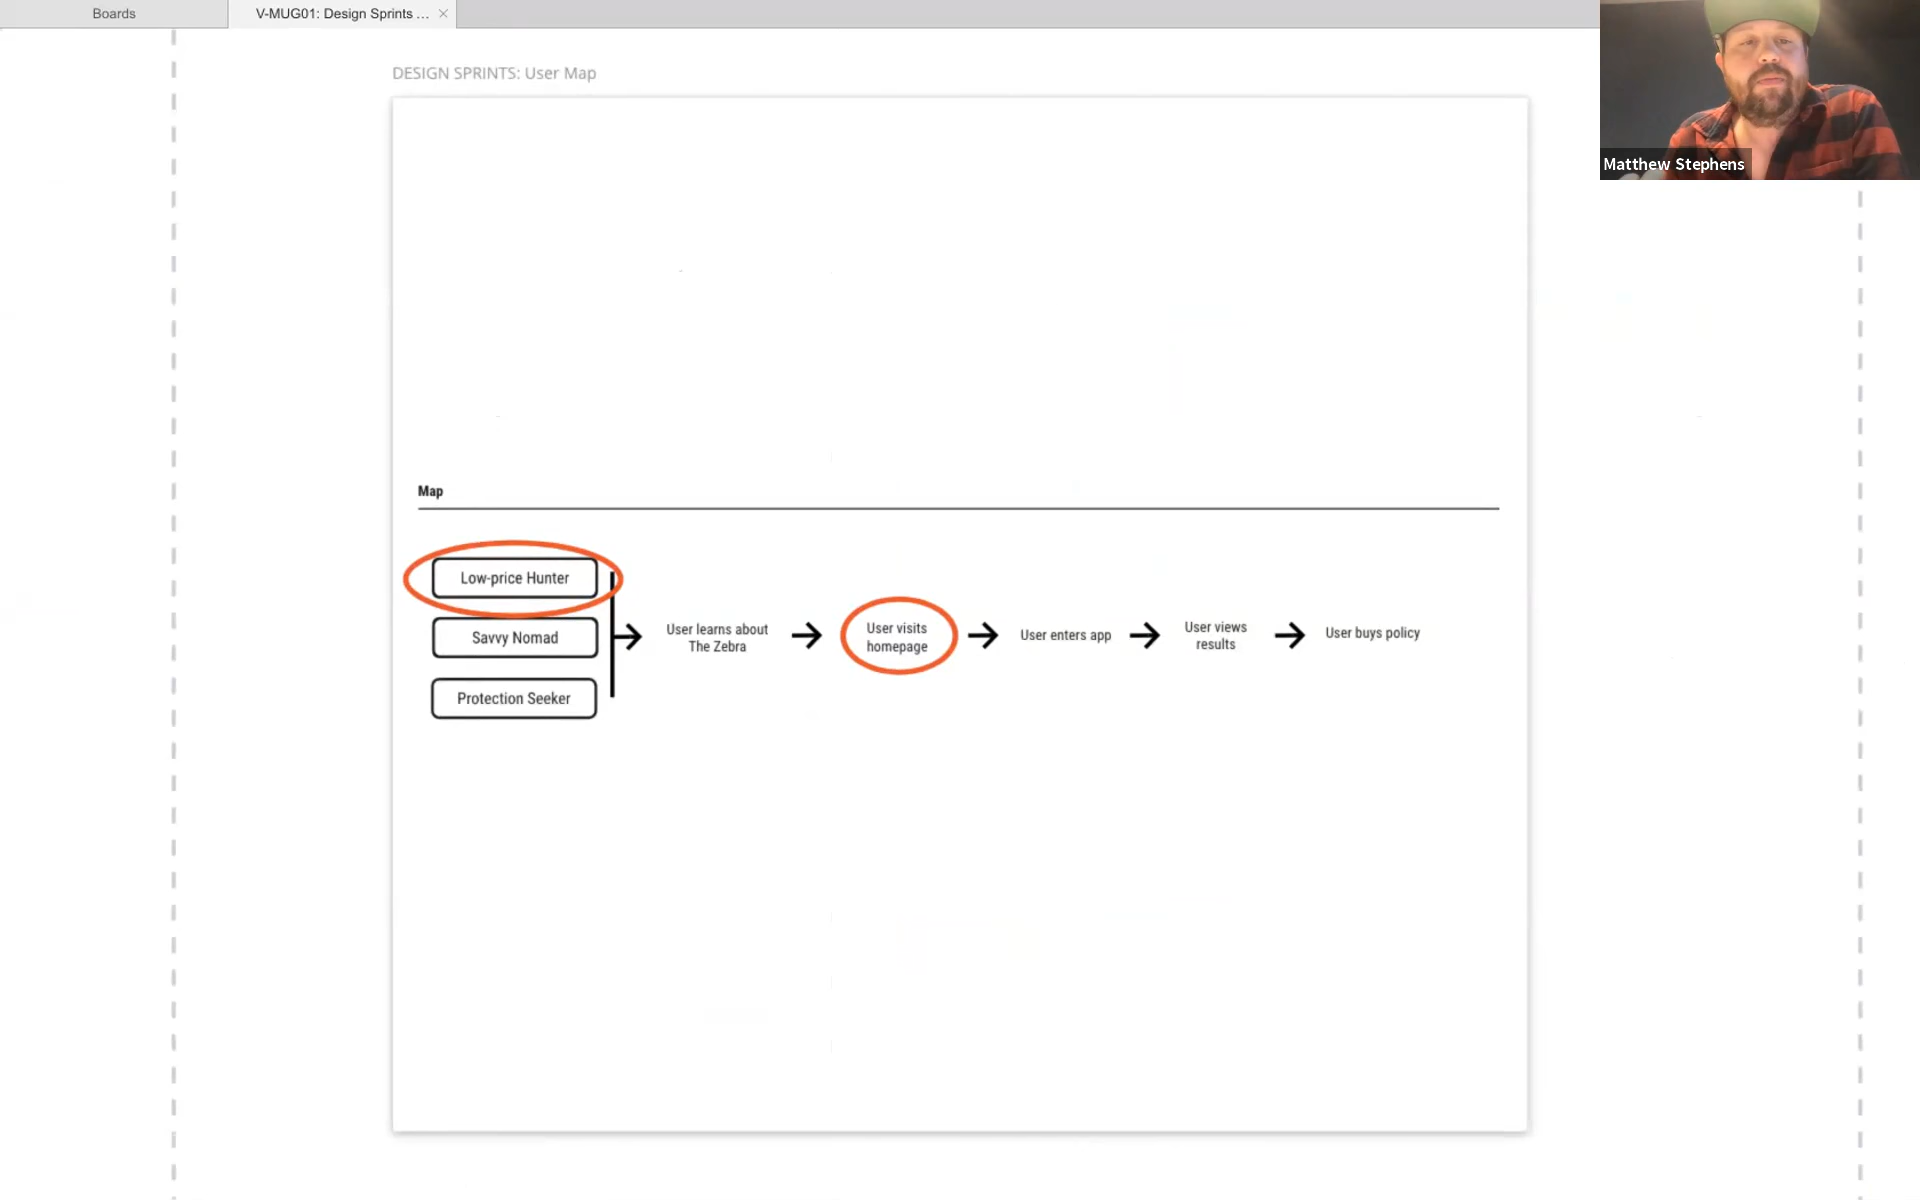 Boards
V-MUG01: Design Sprints ...
DESIGN SPRINTS: User Map
Matthew Stephens
Map
Low-price Hunter
Savvy Nomad
Protection Seeker
User learns about
The Zebra
User visits
homepage
User enters app
User views
results
User buys policy